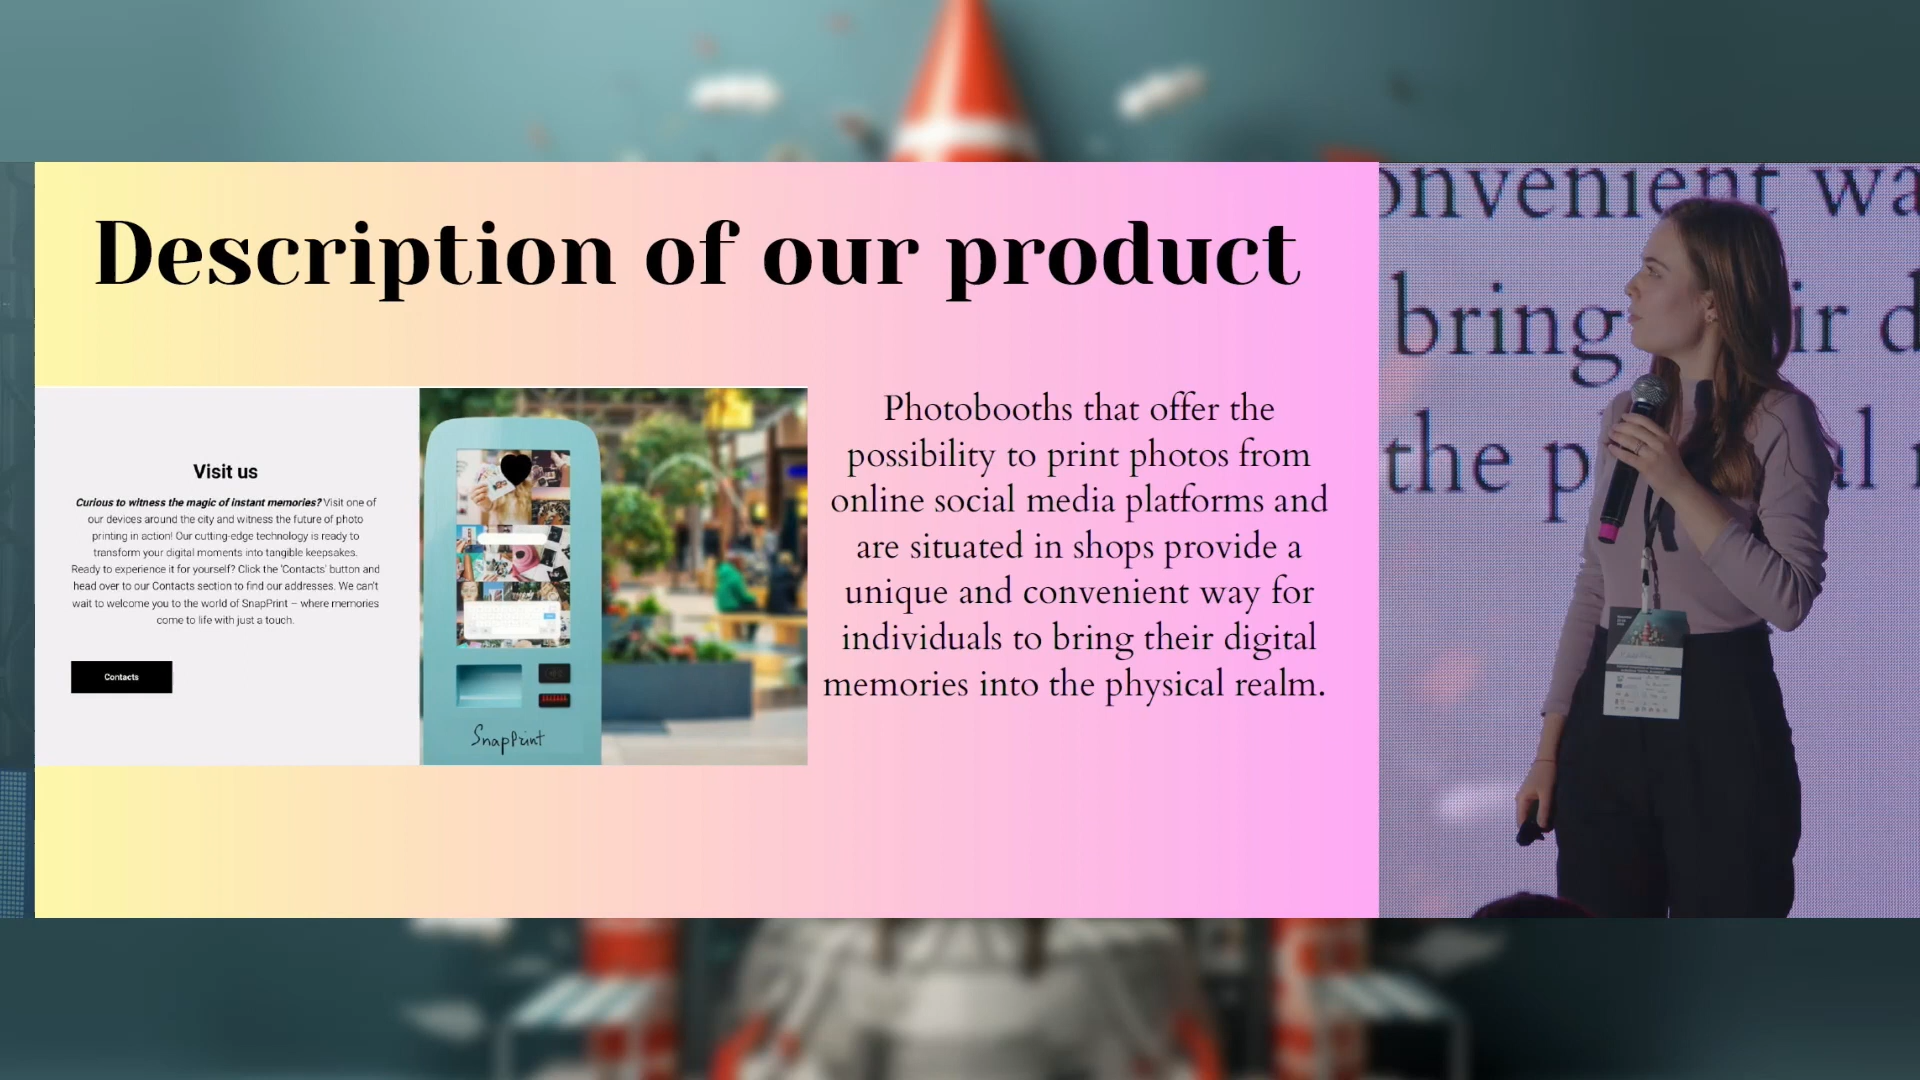 Description of our product
Visit us
Curious to witness the magic of instant memories? Visit one of
our devices around the city and witness the future of photo
printing in action! Our cutting-edge technology is ready to
transform your digital moments into tangible keepsakes.
Ready to experience it for yourself? Click the 'Contacts' button and
head over to our Contacts section to find our addresses. We can't
wait to welcome you to the world of SnapPrint – where memories
come to life with just a touch.
Contacts
SnapPrint
Photobooths that offer the
possibility to print photos from
online social media platforms and
are situated in shops provide a
unique and convenient way for
individuals to bring their digital
memories into the physical realm.
onvenient wa
bring ir d
the p al r